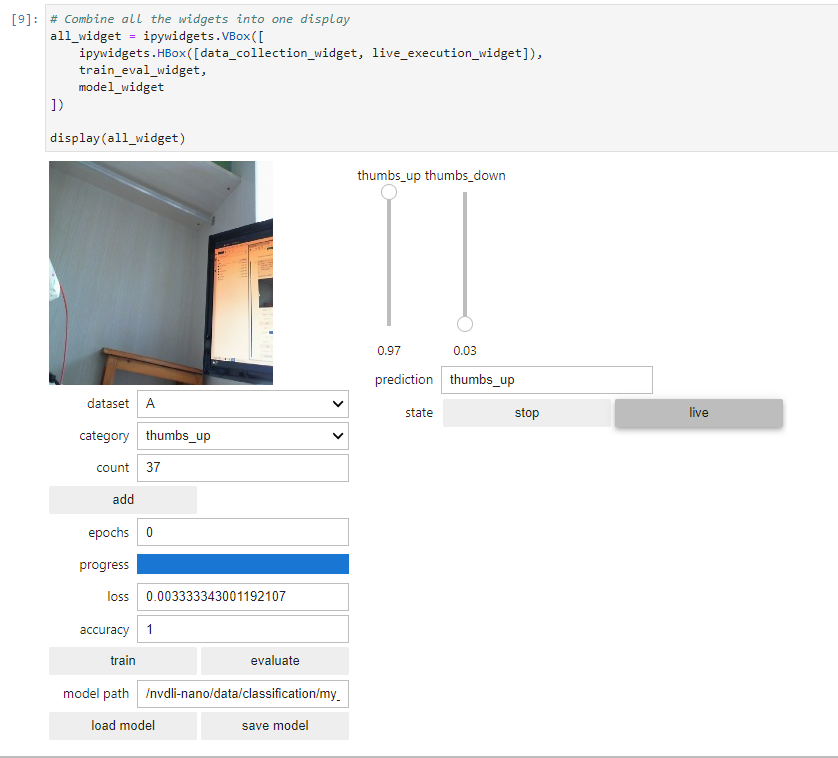 [9]: # Combine all the widgets into one display
all_widget = ipywidgets.VBox([
    ipywidgets.HBox([data_collection_widget, live_execution_widget]),
    train_eval_widget,
    model_widget
])
display(all_widget)
thumbs_up thumbs_down
0.97 0.03
prediction thumbs_up
state stop live
dataset A
category thumbs_up
count 37
add
epochs 0
progress
loss 0.003333343001192107
accuracy 1
train evaluate
model path /nvdli-nano/data/classification/my_
load model save model